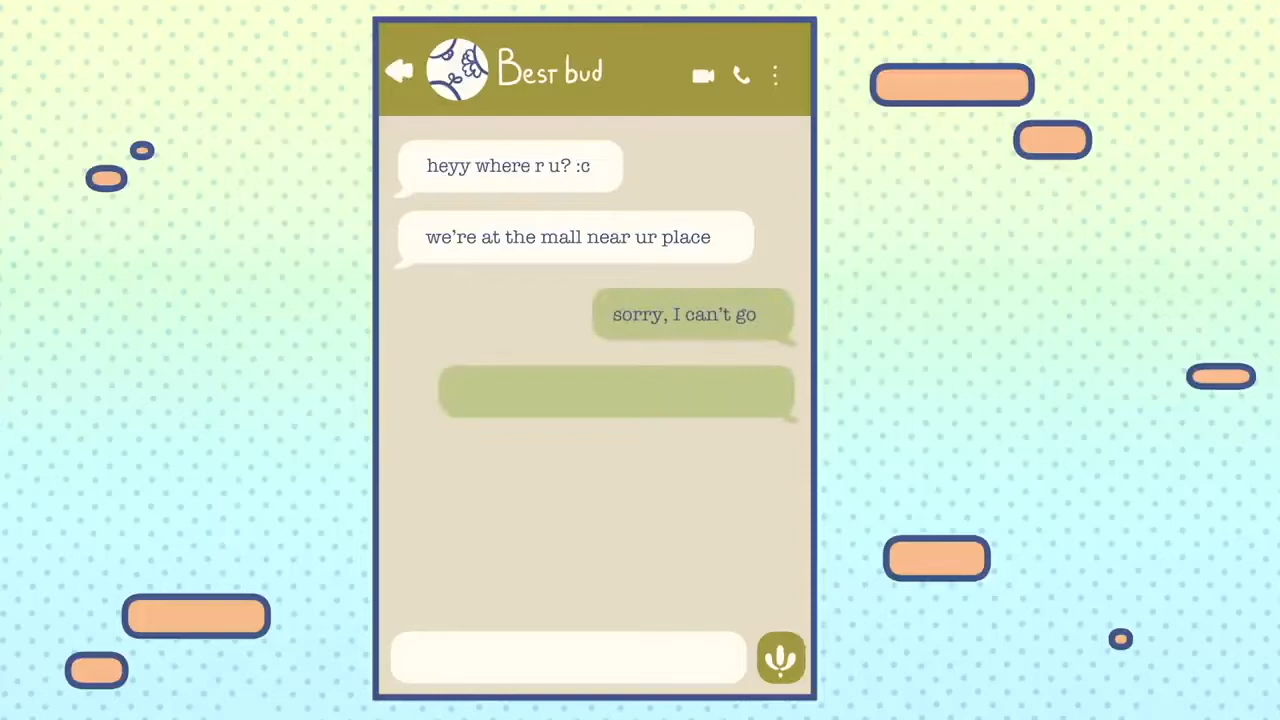 Best bud
heyy where r u? :c
we're at the mall near ur place
sorry, I can't go